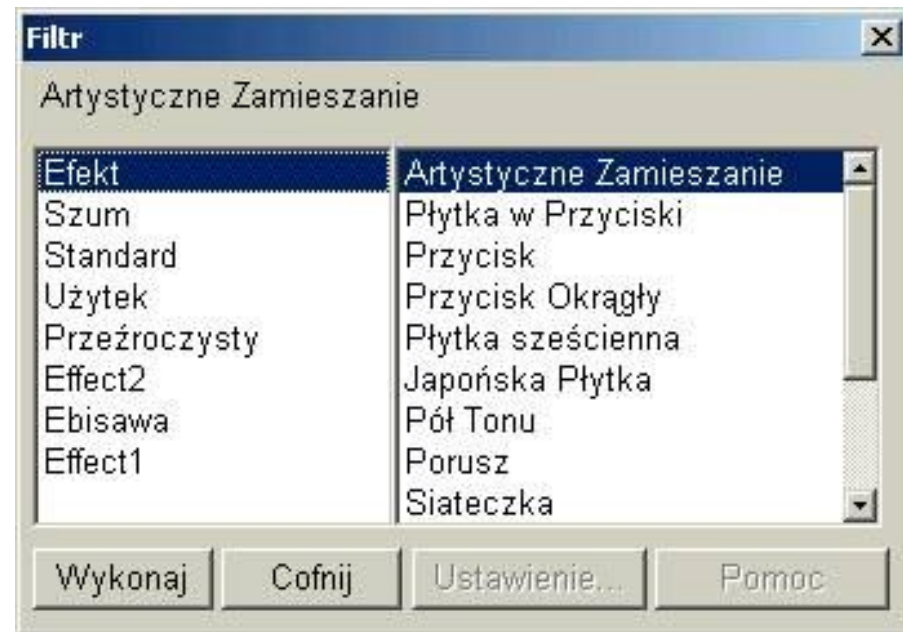 Filtr
Artystyczne Zamieszanie
Efekt
Szum
Standard
Użytek
Przeźroczysty
Effect2
Ebisawa
Effect1
Artystyczne Zamieszanie
Płytka w Przyciski
Przycisk
Przycisk Okrągły
Płytka sześcienna
Japońska Płytka
Pół Tonu
Porusz
Siateczka
Wykonaj Cofnij Ustawienie... Pomoc